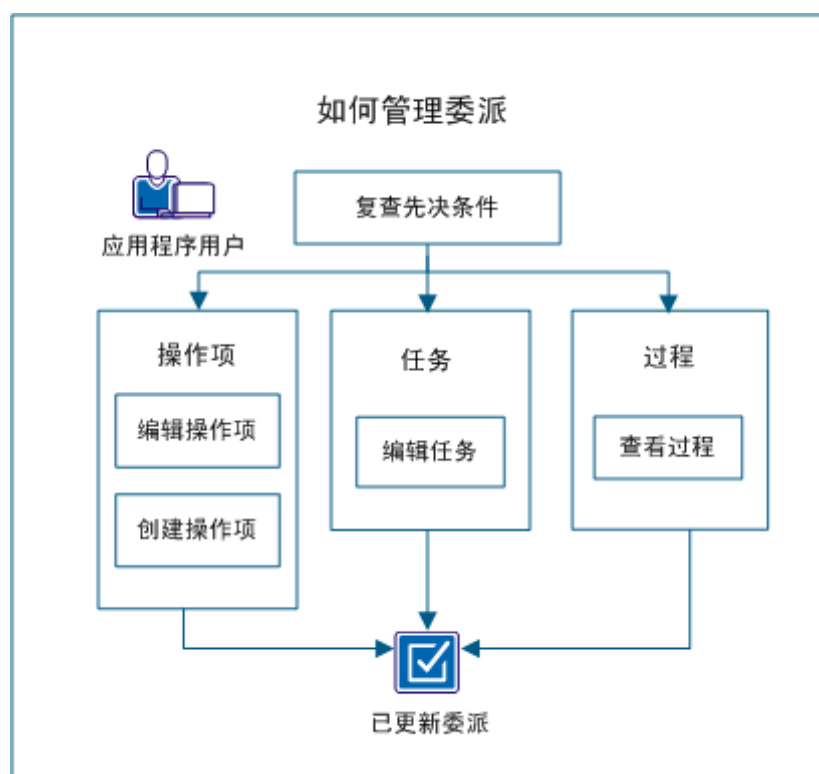 如何管理委派
复查先决条件
应用程序用户
操作项
编辑操作项
创建操作项
任务
编辑任务
过程
查看过程
已更新委派